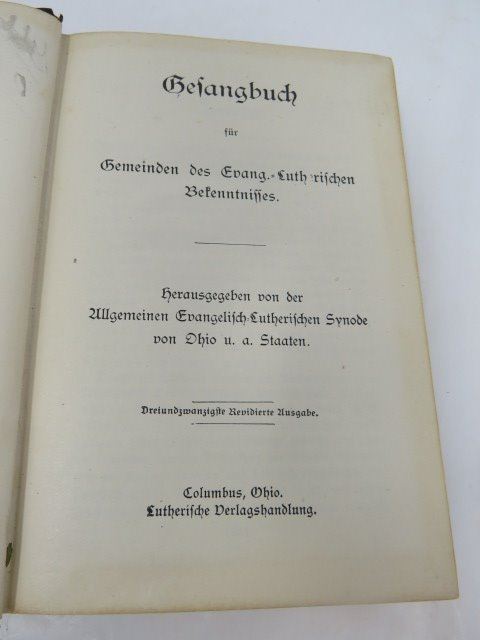 Gesangbuch
für
Gemeinden des Evang.-Luth rischen
Bekenntnisses.
Herausgegeben von der
Allgemeinen Evangelisch-Lutherischen Synode
von Ohio u. a. Staaten.
Dreiundzwanzigste Revidierte Ausgabe.
Columbus, Ohio.
Lutherische Verlagshandlung.